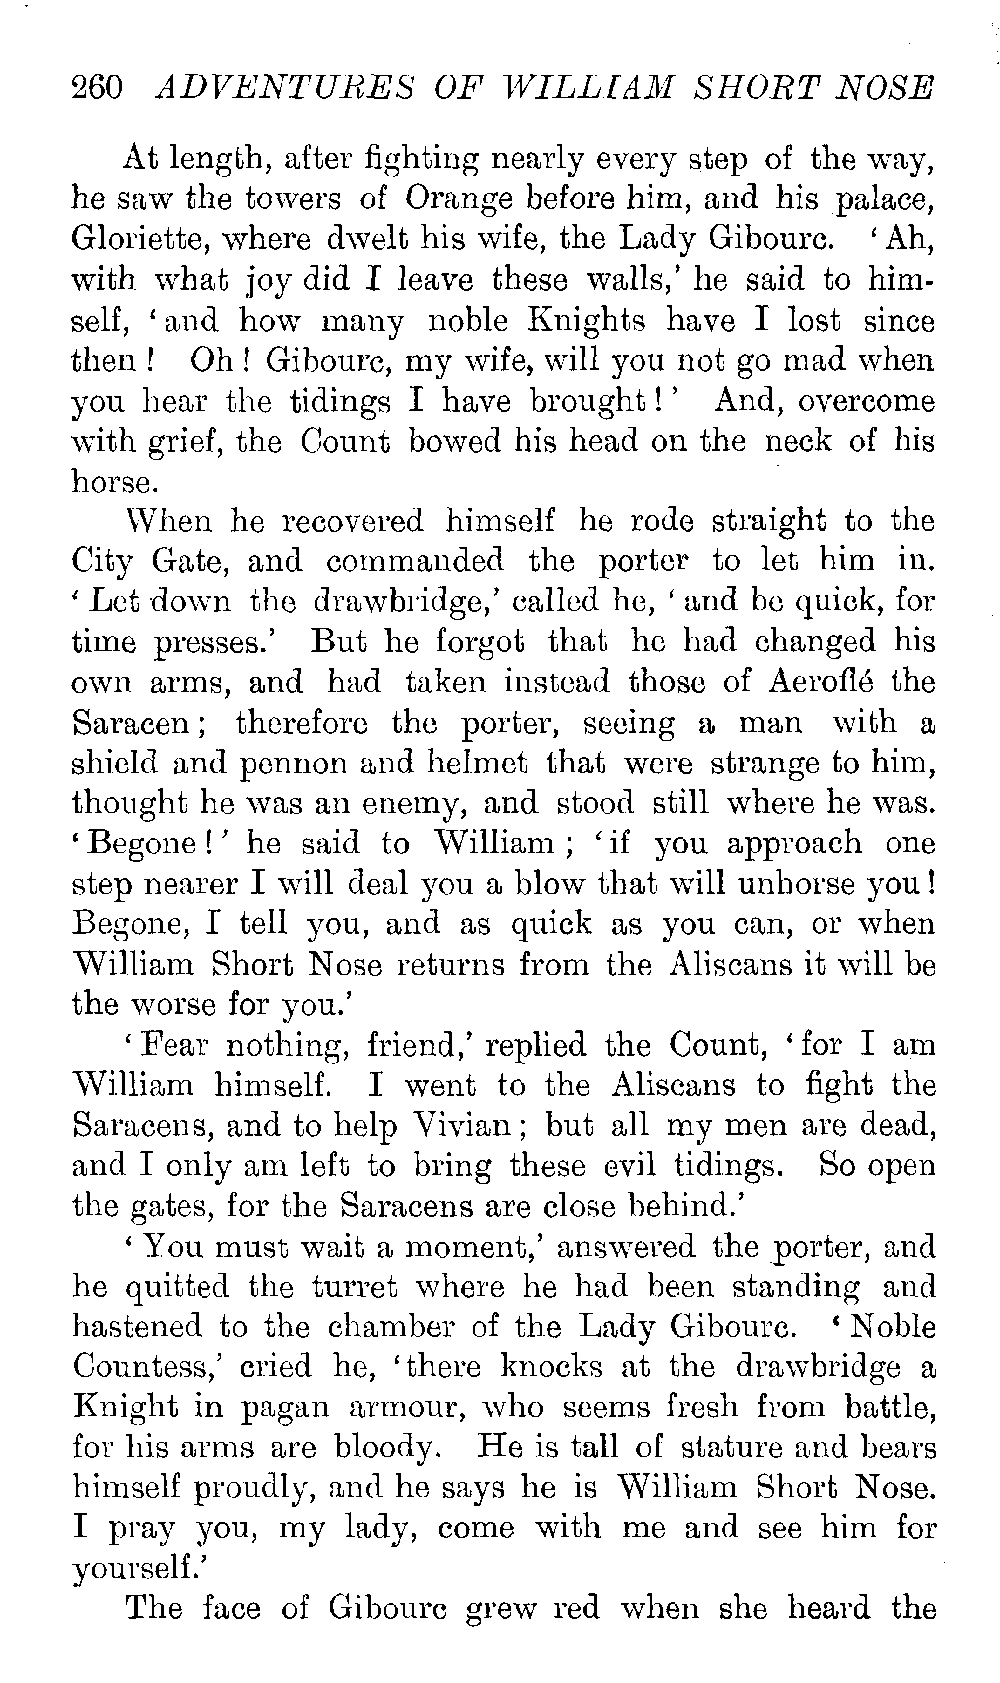 260 ADVENTURES OF WILLIAM SHORT NOSE
At length, after fighting nearly every step of the way,
he saw the towers of Orange before him, and his palace,
Gloriette, where dwelt his wife, the Lady Gibourc. ‘Ah,
with what joy did I leave these walls,’ he said to him-
self, ‘and how many noble Knights have I lost since
then! Oh! Gibourc, my wife, will you not go mad when
you hear the tidings I have brought!’ And, overcome
with grief, the Count bowed his head on the neck of his
horse.
When he recovered himself he rode straight to the
City Gate, and commanded the porter to let him in.
‘Let down the drawbridge,’ called he, ‘and be quick, for
time presses.’ But he forgot that he had changed his
own arms, and had taken instead those of Aeroflé the
Saracen; therefore the porter, seeing a man with a
shield and pennon and helmet that were strange to him,
thought he was an enemy, and stood still where he was.
‘Begone!’ he said to William; ‘if you approach one
step nearer I will deal you a blow that will unhorse you!
Begone, I tell you, and as quick as you can, or when
William Short Nose returns from the Aliscans it will be
the worse for you.’
‘Fear nothing, friend,’ replied the Count, ‘for I am
William himself. I went to the Aliscans to fight the
Saracens, and to help Vivian; but all my men are dead,
and I only am left to bring these evil tidings. So open
the gates, for the Saracens are close behind.’
‘You must wait a moment,’ answered the porter, and
he quitted the turret where he had been standing and
hastened to the chamber of the Lady Gibourc. ‘Noble
Countess,’ cried he, ‘there knocks at the drawbridge a
Knight in pagan armour, who seems fresh from battle,
for his arms are bloody. He is tall of stature and bears
himself proudly, and he says he is William Short Nose.
I pray you, my lady, come with me and see him for
yourself.’
The face of Gibourc grew red when she heard the